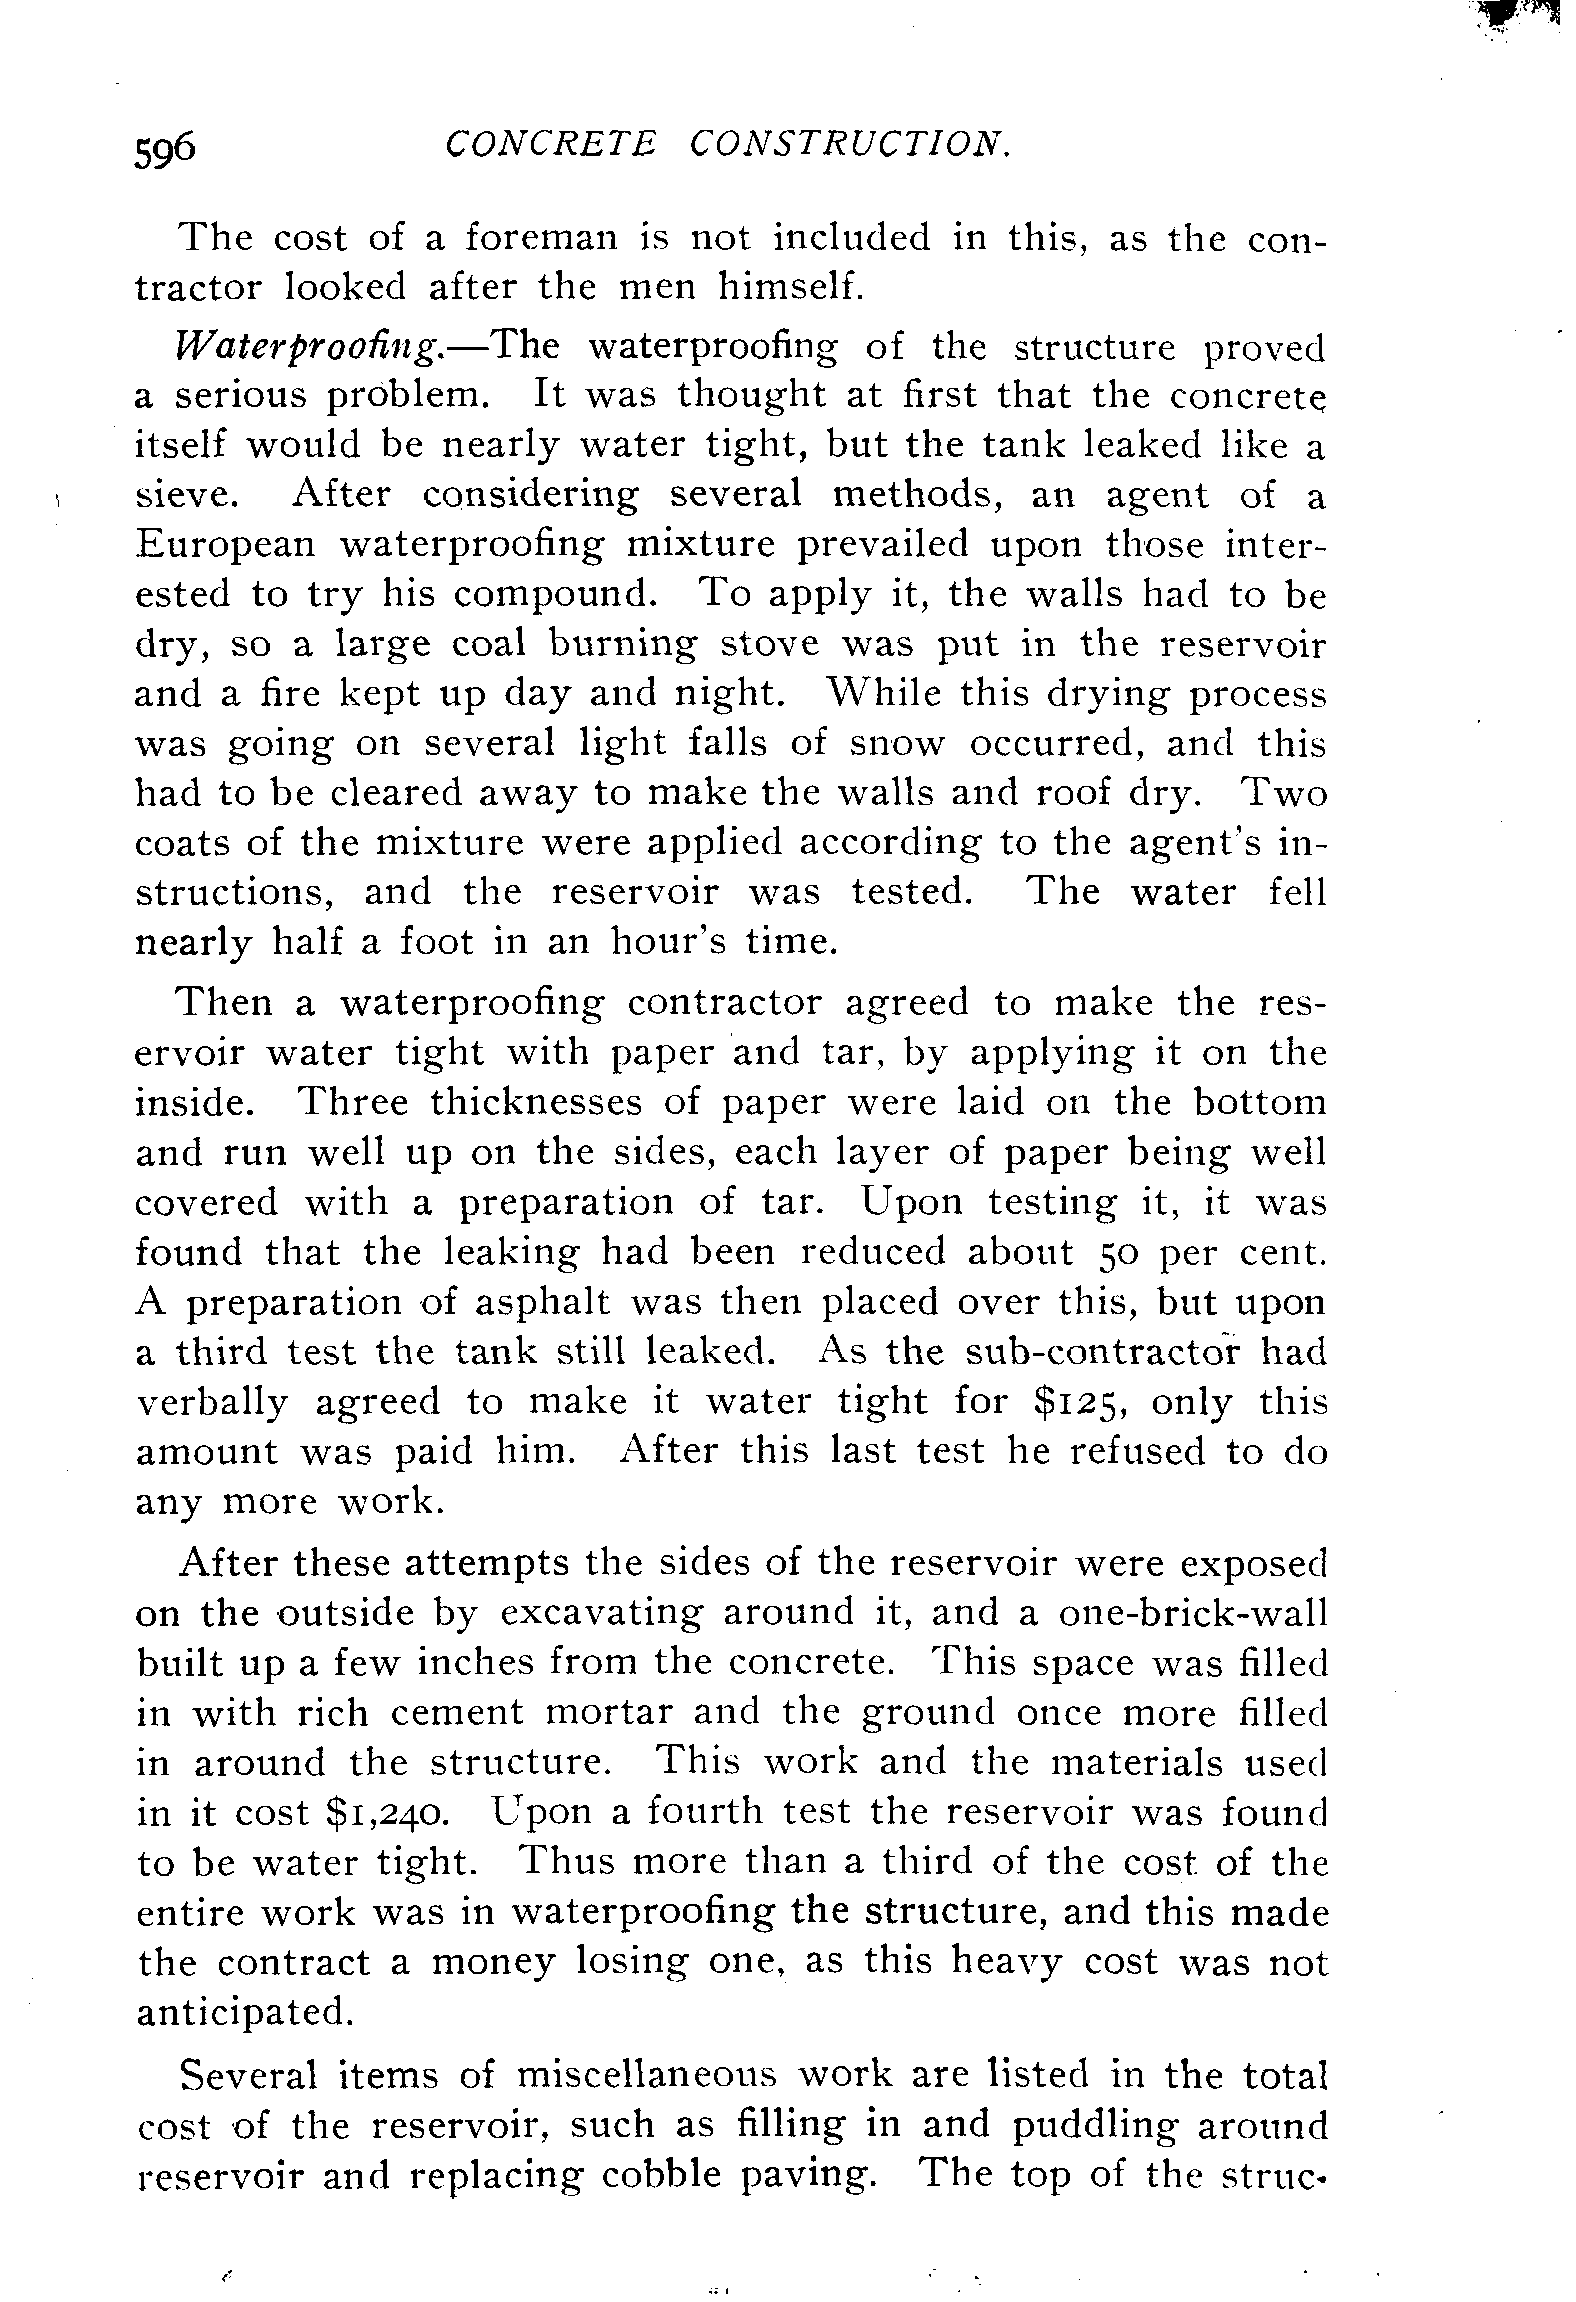 596 CONCRETE CONSTRUCTION.
The cost of a foreman is not included in this, as the con-
tractor looked after the men himself.
Waterproofing.—The waterproofing of the structure proved
a serious problem. It was thought at first that the concrete
itself would be nearly water tight, but the tank leaked like a
sieve. After considering several methods, an agent of a
European waterproofing mixture prevailed upon those inter-
ested to try his compound. To apply it, the walls had to be
dry, so a large coal burning stove was put in the reservoir
and a fire kept up day and night. While this drying process
was going on several light falls of snow occurred, and this
had to be cleared away to make the walls and roof dry. Two
coats of the mixture were applied according to the agent's in-
structions, and the reservoir was tested. The water fell
nearly half a foot in an hour's time.
Then a waterproofing contractor agreed to make the res-
ervoir water tight with paper and tar, by applying it on the
inside. Three thicknesses of paper were laid on the bottom
and run well up on the sides, each layer of paper being well
covered with a preparation of tar. Upon testing it, it was
found that the leaking had been reduced about 50 per cent.
A preparation of asphalt was then placed over this, but upon
a third test the tank still leaked. As the sub-contractor had
verbally agreed to make it water tight for $125, only this
amount was paid him. After this last test he refused to do
any more work.
After these attempts the sides of the reservoir were exposed
on the outside by excavating around it, and a one-brick-wall
built up a few inches from the concrete. This space was filled
in with rich cement mortar and the ground once more filled
in around the structure. This work and the materials used
in it cost $1,240. Upon a fourth test the reservoir was found
to be water tight. Thus more than a third of the cost of the
entire work was in waterproofing the structure, and this made
the contract a money losing one, as this heavy cost was not
anticipated.
Several items of miscellaneous work are listed in the total
cost of the reservoir, such as filling in and puddling around
reservoir and replacing cobble paving. The top of the struc-